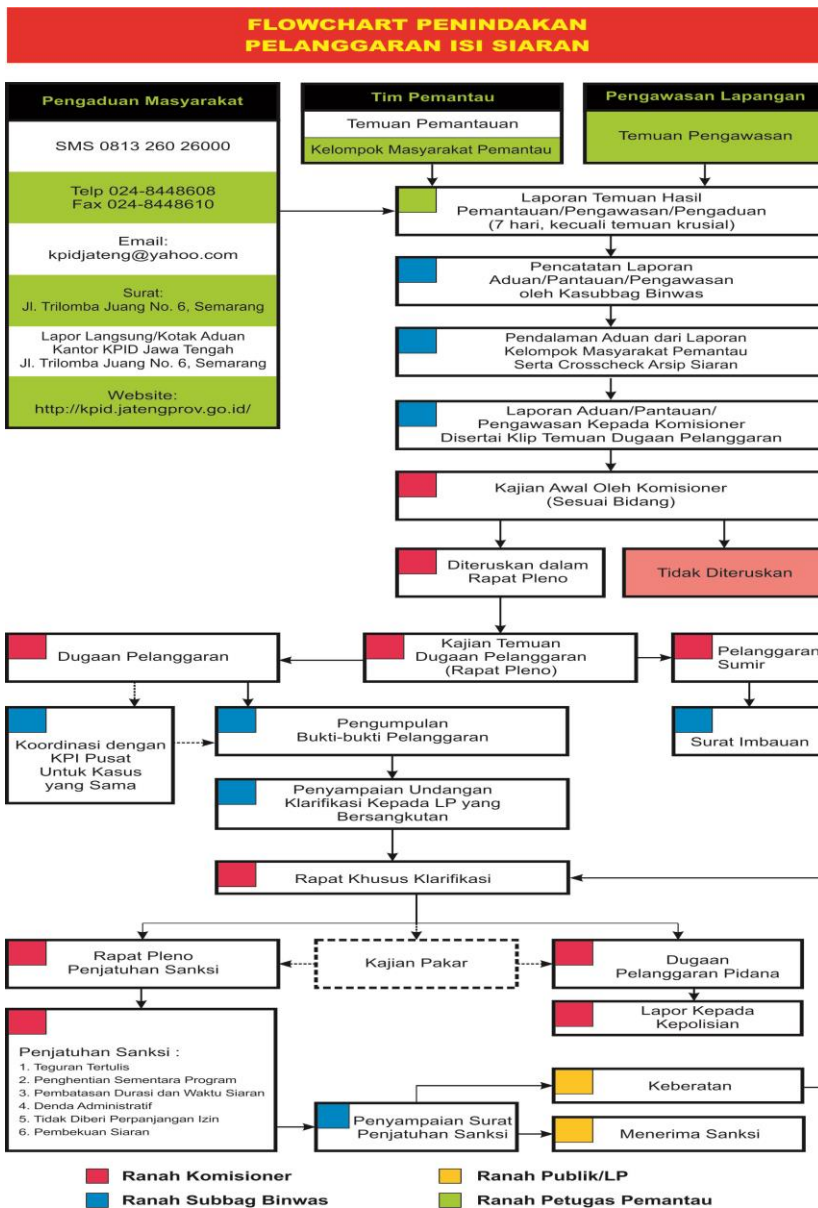 FLOWCHART PENINDAKAN
PELANGGARAN ISI SIARAN
Pengaduan Masyarakat
SMS 0813 260 26000
Telp 024-8448608
Fax 024-8448610
Email:
kpidjateng@yahoo.com
Surat:
Jl. Trilomba Juang No. 6, Semarang
Lapor Langsung/Kotak Aduan
Kantor KPID Jawa Tengah
Jl. Trilomba Juang No. 6, Semarang
Website:
http://kpid.jatengprov.go.id/
Tim Pemantau
Temuan Pemantauan
Kelompok Masyarakat Pemantau
Pengawasan Lapangan
Temuan Pengawasan
Laporan Temuan Hasil
Pemantauan/Pengawasan/Pengaduan
(7 hari, kecuali temuan krusial)
Pencatatan Laporan
Aduan/Pantauan/Pengawasan
oleh Kasubbag Binwas
Pendalaman Aduan dari Laporan
Kelompok Masyarakat Pemantau
Serta Crosscheck Arsip Siaran
Laporan Aduan/Pantauan/
Pengawasan Kepada Komisioner
Disertai Klip Temuan Dugaan Pelanggaran
Kajian Awal Oleh Komisioner
(Sesuai Bidang)
Diteruskan dalam
Rapat Pleno
Tidak Diteruskan
Dugaan Pelanggaran
Kajian Temuan
Dugaan Pelanggaran
(Rapat Pleno)
Pelanggaran
Sumir
Koordinasi dengan
KPI Pusat
Untuk Kasus
yang Sama
Pengumpulan
Bukti-bukti Pelanggaran
Surat Imbauan
Penyampaian Undangan
Klarifikasi Kepada LP yang
Bersangkutan
Rapat Khusus Klarifikasi
Rapat Pleno
Penjatuhan Sanksi
Kajian Pakar
Dugaan
Pelanggaran Pidana
Lapor Kepada
Kepolisian
Penjatuhan Sanksi :
1. Teguran Tertulis
2. Penghentian Sementara Program
3. Pembatasan Durasi dan Waktu Siaran
4. Denda Administratif
5. Tidak Diberi Perpanjangan Izin
6. Pembekuan Siaran
Penyampaian Surat
Penjatuhan Sanksi
Keberatan
Menerima Sanksi
Ranah Komisioner
Ranah Subbag Binwas
Ranah Publik/LP
Ranah Petugas Pemantau